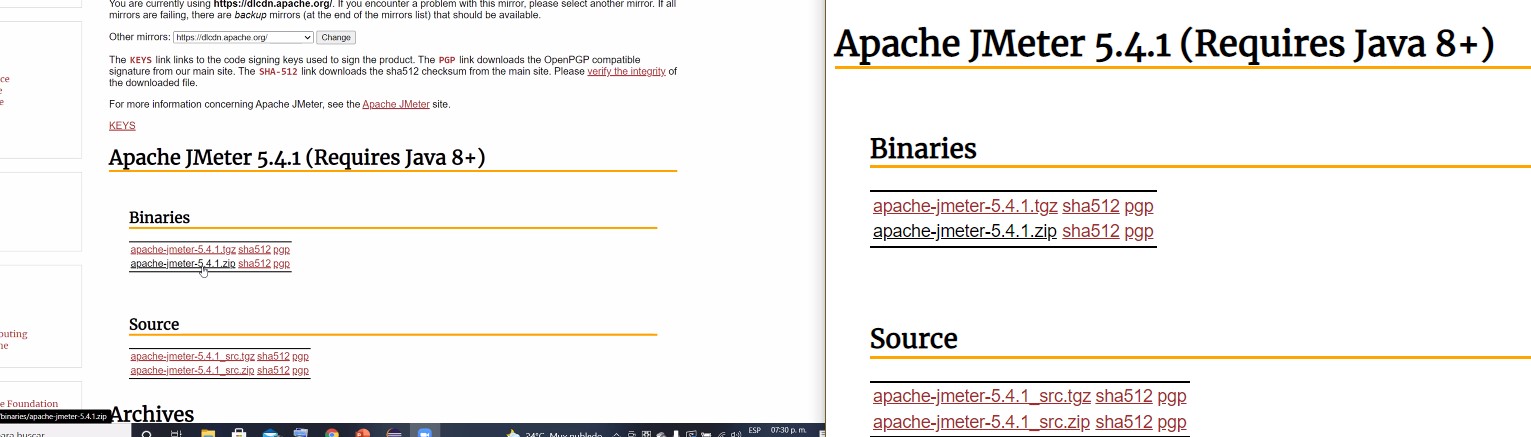 You are currently using https://dlcdn.apache.org/. If you encounter a problem with this mirror, please select another mirror. If all
mirrors are failing, there are backup mirrors (at the end of the mirrors list) that should be available.
Other mirrors: https://dlcdn.apache.org/ Change
The KEYS link links to the code signing keys used to sign the product. The PGP link downloads the OpenPGP compatible
signature from our main site. The SHA-512 link downloads the sha512 checksum from the main site. Please verify the integrity of
the downloaded file.
For more information concerning Apache JMeter, see the Apache JMeter site.
KEYS
Apache JMeter 5.4.1 (Requires Java 8+)
Binaries
apache-jmeter-5.4.1.tgz sha512 pgp
apache-jmeter-5.4.1.zip sha512 pgp
Source
apache-jmeter-5.4.1_src.tgz sha512 pgp
apache-jmeter-5.4.1_src.zip sha512 pgp
Archives
e Foundation
/binaries/apache-jmeter-5.4.1.zip
24°C Muy nublado
ESP
07:30 p. m.
Apache JMeter 5.4.1 (Requires Java 8+)
Binaries
apache-jmeter-5.4.1.tgz sha512 pgp
apache-jmeter-5.4.1.zip sha512 pgp
Source
apache-jmeter-5.4.1_src.tgz sha512 pgp
apache-jmeter-5.4.1_src.zip sha512 pgp